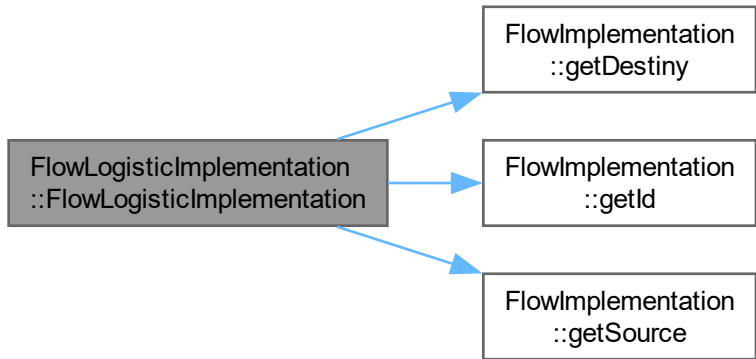 FlowLogisticImplementation
::FlowLogisticImplementation
FlowImplementation
::getDestiny
FlowImplementation
::getId
FlowImplementation
::getSource